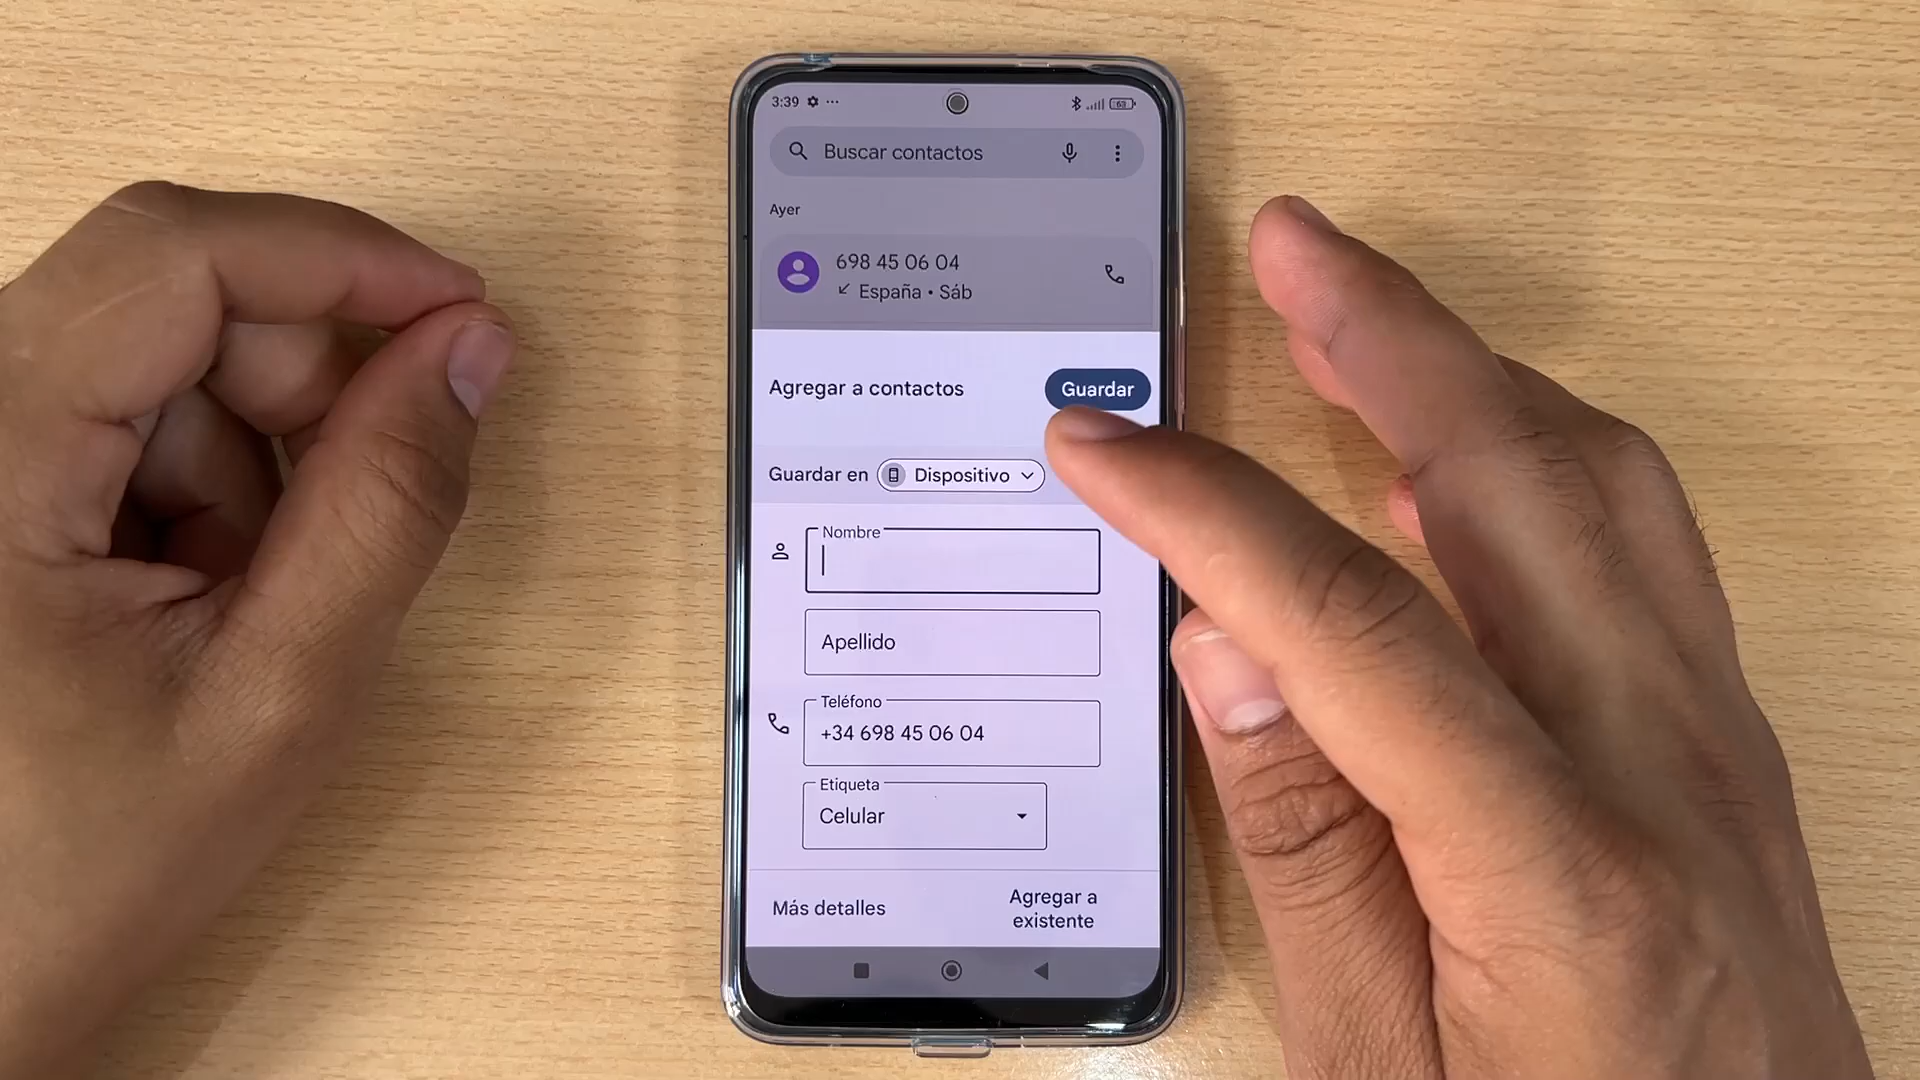 3:39
63
Buscar contactos
Ayer
698 45 06 04
España • Sáb
Agregar a contactos
Guardar
Guardar en
Dispositivo
Nombre
Apellido
Teléfono
+34 698 45 06 04
Etiqueta
Celular
Más detalles
Agregar a
existente